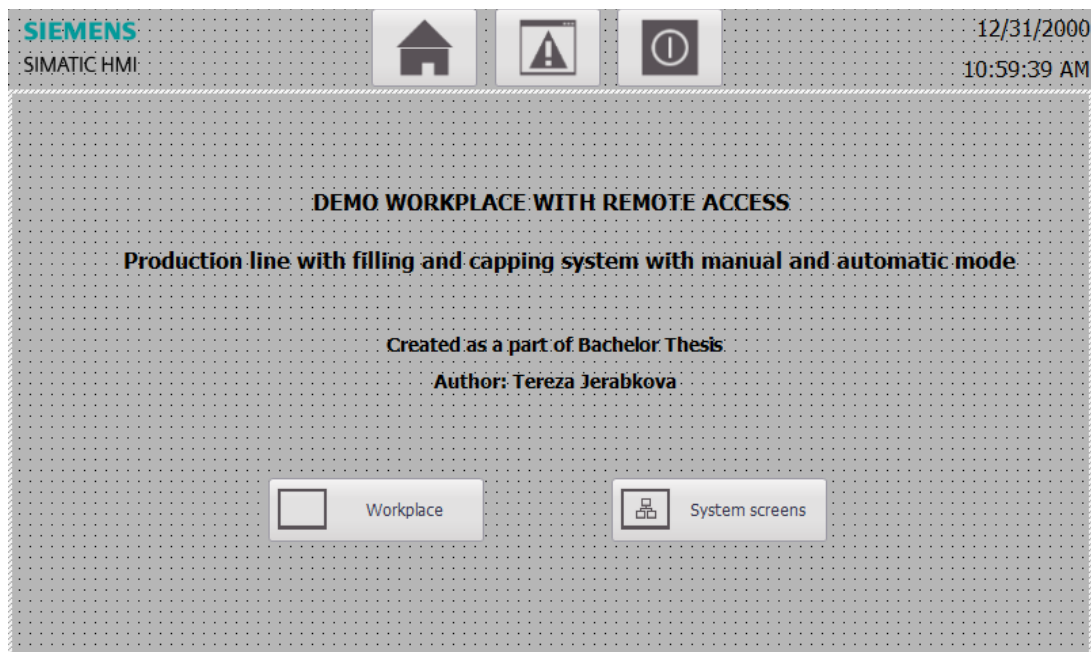 SIEMENS
SIMATIC HMI
12/31/2000
10:59:39 AM
DEMO WORKPLACE WITH REMOTE ACCESS
Production line with filling and capping system with manual and automatic mode
Created as a part of Bachelor Thesis
Author: Tereza Jerabkova
Workplace
System screens